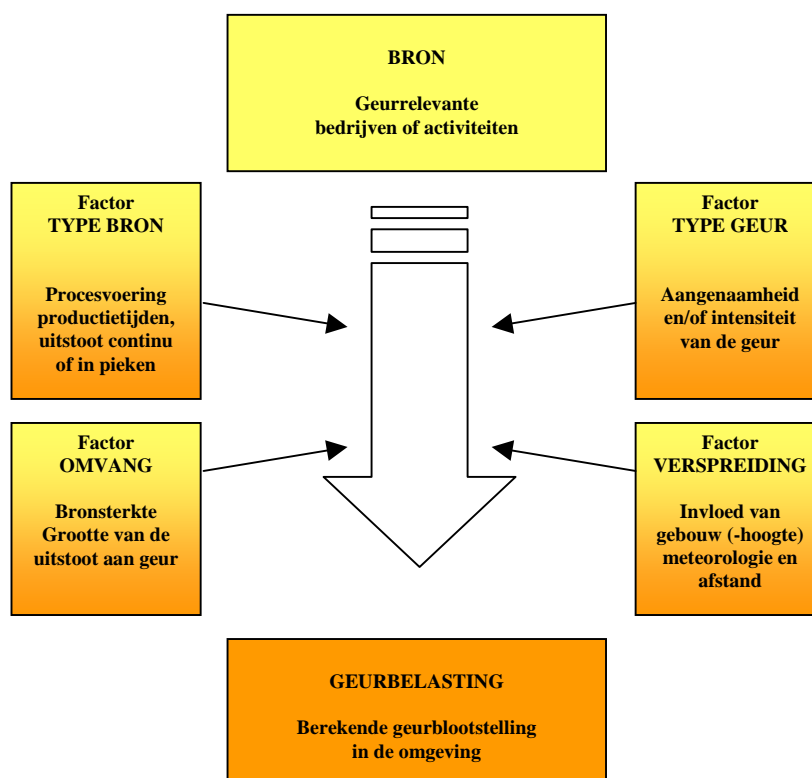 BRON
Geurrelevante
bedrijven of activiteiten
Factor
TYPE BRON
Procesvoering
productietijden,
uitstoot continu
of in pieken
Factor
TYPE GEUR
Aangenaamheid
en/of intensiteit
van de geur
Factor
OMVANG
Bronsterkte
Grootte van de
uitstoot aan geur
Factor
VERSPREIDING
Invloed van
gebouw (-hoogte)
meteorologie en
afstand
GEURBELASTING
Berekende geurblootstelling
in de omgeving